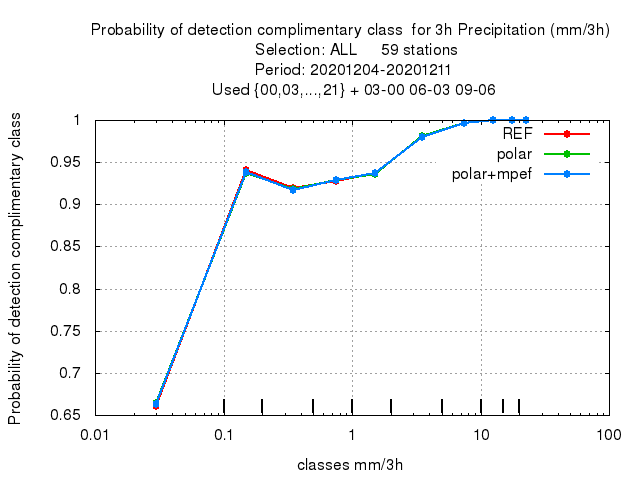 Probability of detection complimentary class  for 3h Precipitation (mm/3h)
Selection: ALL     59 stations
Period: 20201204-20201211
Used {00,03,...,21} + 03-00 06-03 09-06
Probability of detection complimentary class
1
0.95
0.9
0.85
0.8
0.75
0.7
0.65
REF
polar
polar+mpef
0.01
0.1
1
10
100
classes mm/3h